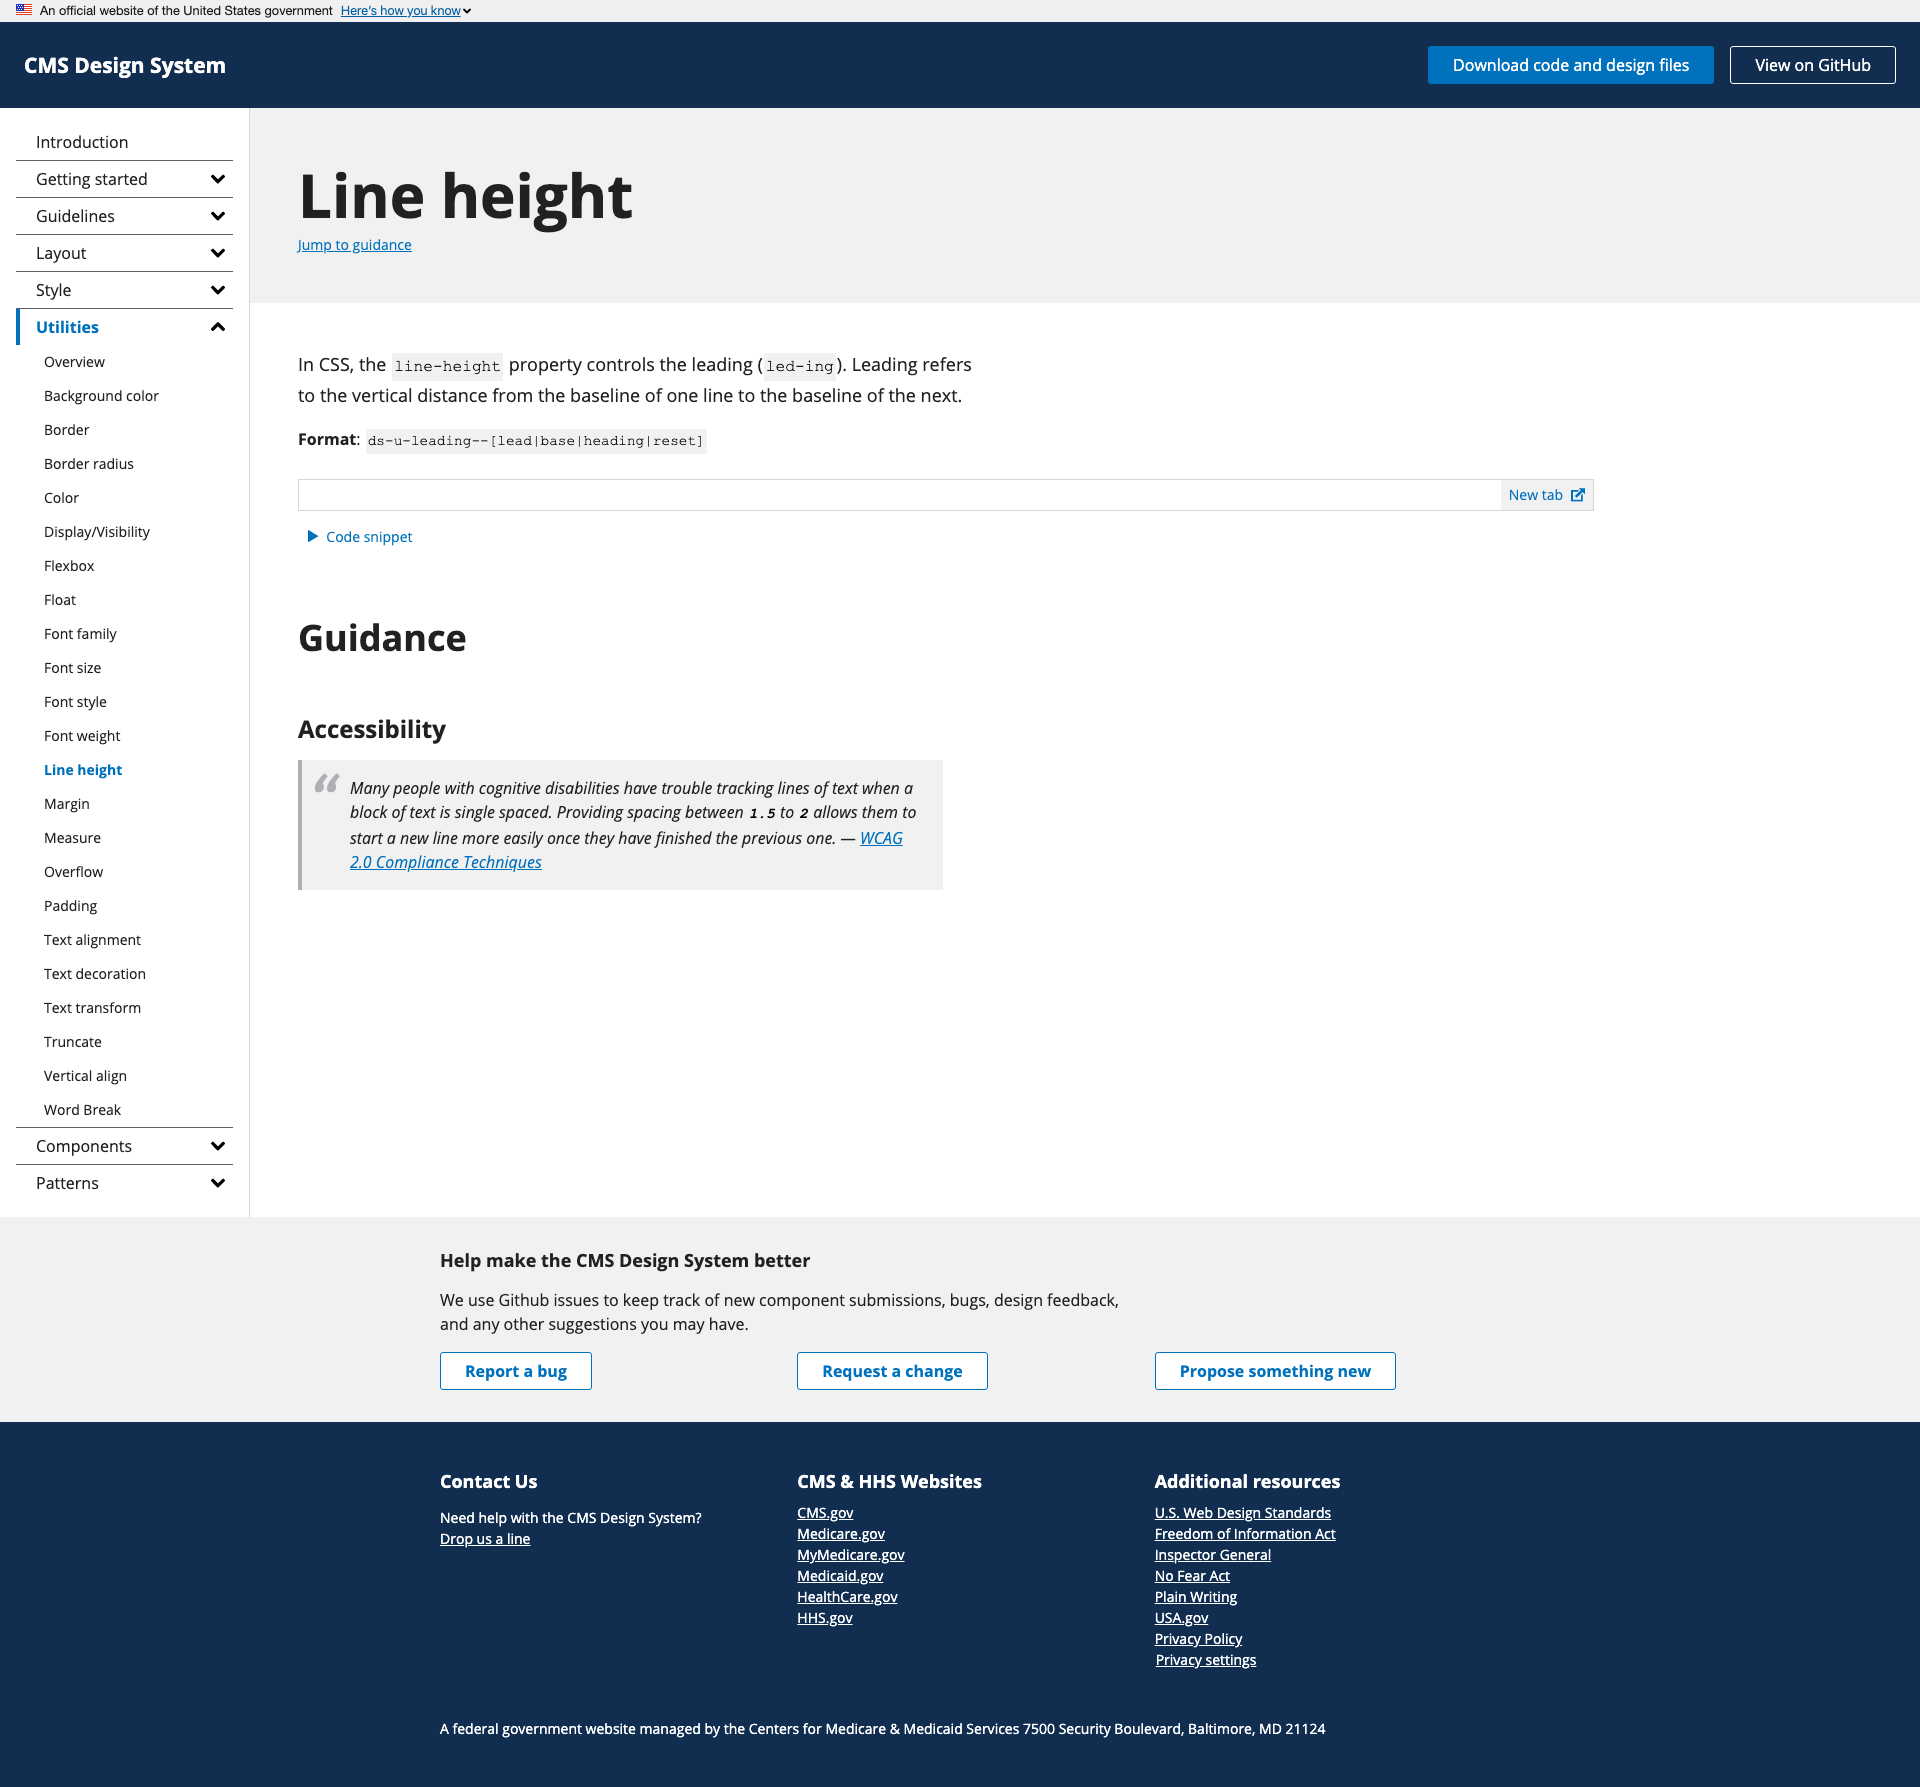 An official website of the United States government Here's how you know
CMS Design System
Download code and design files
View on GitHub
Introduction
Getting started
Guidelines
Layout
Style
Utilities
Overview
Background color
Border
Border radius
Color
Display/Visibility
Flexbox
Float
Font family
Font size
Font style
Font weight
Line height
Margin
Measure
Overflow
Padding
Text alignment
Text decoration
Text transform
Truncate
Vertical align
Word Break
Components
Patterns
Line height
Jump to guidance
In CSS, the line-height property controls the leading (led-ing). Leading refers
to the vertical distance from the baseline of one line to the baseline of the next.
Format: ds-u-leading--[lead|base|heading|reset]
New tab
Code snippet
Guidance
Accessibility
“ Many people with cognitive disabilities have trouble tracking lines of text when a
block of text is single spaced. Providing spacing between 1.5 to 2 allows them to
start a new line more easily once they have finished the previous one. — WCAG
2.0 Compliance Techniques
Help make the CMS Design System better
We use Github issues to keep track of new component submissions, bugs, design feedback,
and any other suggestions you may have.
Report a bug
Request a change
Propose something new
Contact Us
Need help with the CMS Design System?
Drop us a line
CMS & HHS Websites
CMS.gov
Medicare.gov
MyMedicare.gov
Medicaid.gov
HealthCare.gov
HHS.gov
Additional resources
U.S. Web Design Standards
Freedom of Information Act
Inspector General
No Fear Act
Plain Writing
USA.gov
Privacy Policy
Privacy settings
A federal government website managed by the Centers for Medicare & Medicaid Services 7500 Security Boulevard, Baltimore, MD 21124